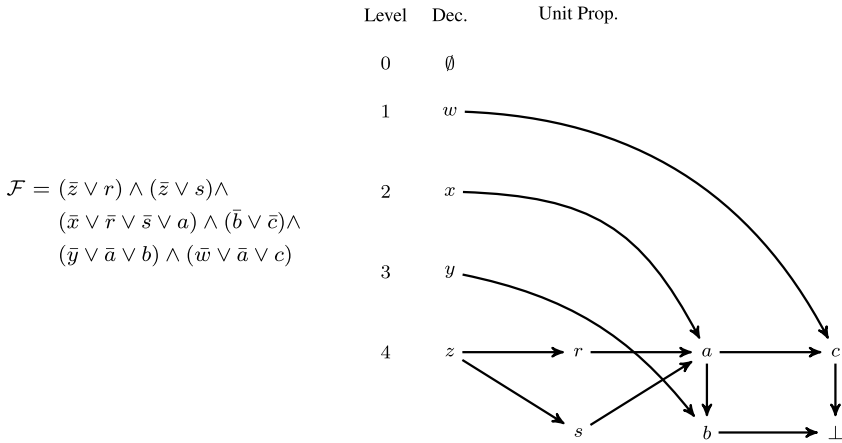 Level Dec. Unit Prop.
0 ∅
1 w
2 x
ℱ = (z̄ ∨ r) ∧ (z̄ ∨ s)∧
(x̄ ∨ r̄ ∨ s̄ ∨ a) ∧ (b̄ ∨ c̄)∧
(ȳ ∨ ā ∨ b) ∧ (w̄ ∨ ā ∨ c)
3 y
4 z r a c
s b ⊥